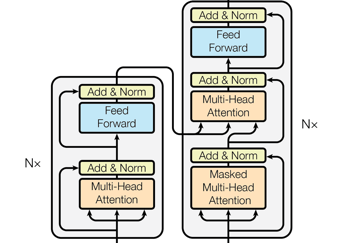 Add & Norm
Feed
Forward
N×
Add & Norm
Multi-Head
Attention
Add & Norm
Feed
Forward
Add & Norm
Multi-Head
Attention
N×
Add & Norm
Masked
Multi-Head
Attention